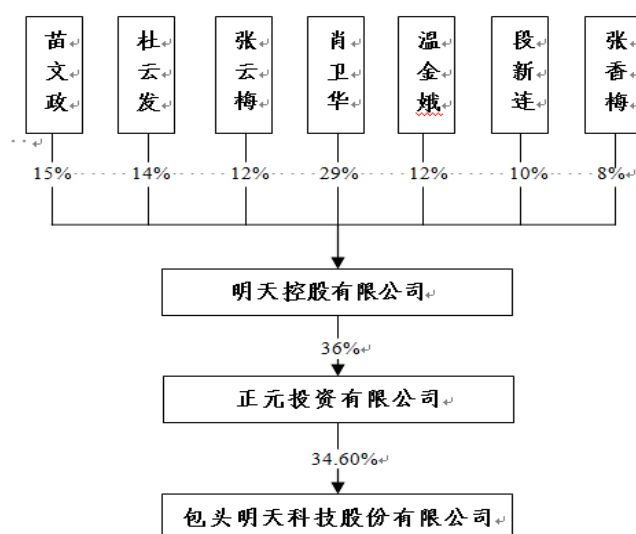 苗文政
杜云发
张云梅
肖卫华
温金娥
段新连
张香梅
15%
14%
12%
29%
12%
10%
8%
明天控股有限公司
36%
正元投资有限公司
34.60%
包头明天科技股份有限公司